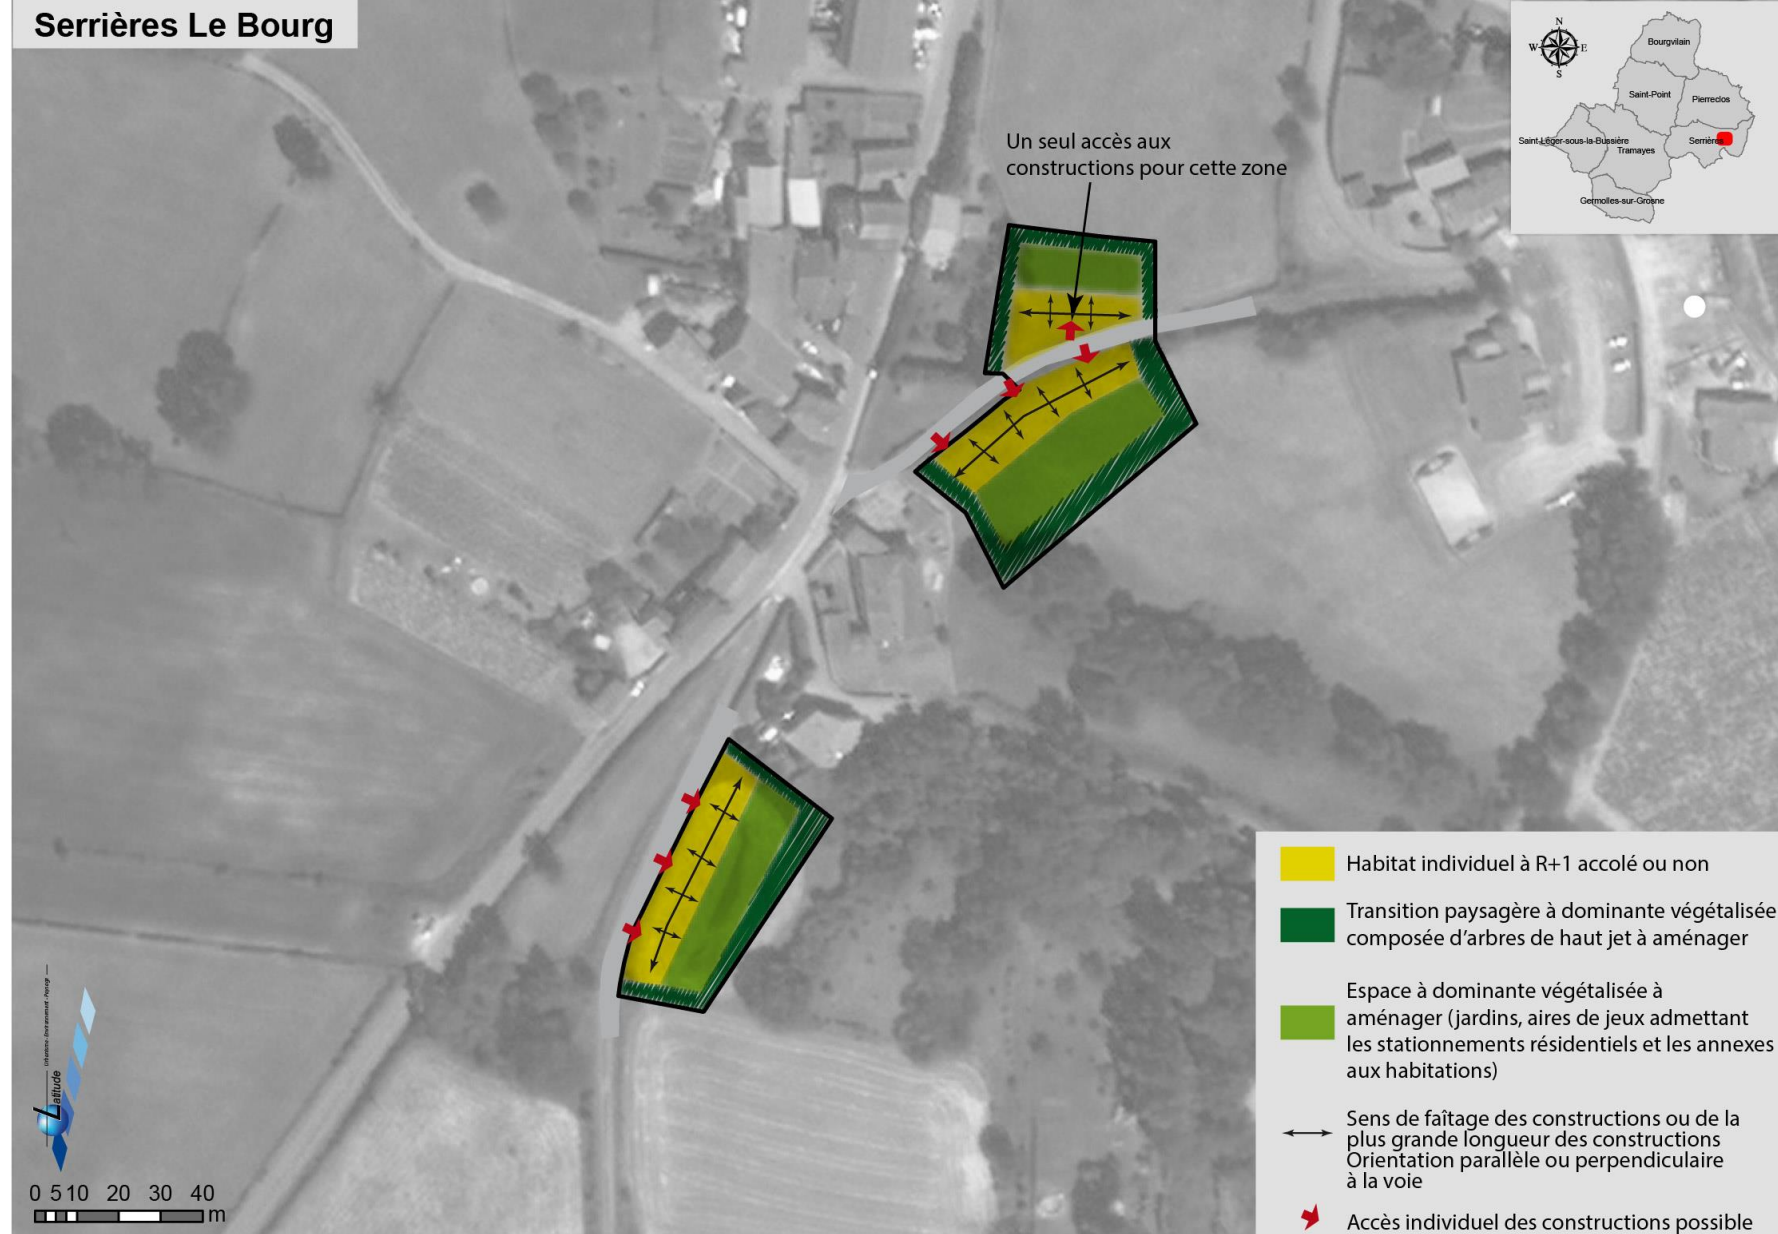 Serrières Le Bourg
N
W
E
S
Bourgvilain
Saint-Point
Pierreclos
Saint-Léger-sous-la-Bussière
Serrières
Tramayes
Germolles-sur-Grosne
Un seul accès aux
constructions pour cette zone
Habitat individuel à R+1 accolé ou non
Transition paysagère à dominante végétalisée
composée d'arbres de haut jet à aménager
Espace à dominante végétalisée à
aménager (jardins, aires de jeux admettant
les stationnements résidentiels et les annexes
aux habitations)
Sens de faîtage des constructions ou de la
plus grande longueur des constructions
Orientation parallèle ou perpendiculaire
à la voie
Accès individuel des constructions possible
Latitude
Urbanisme-Environnement-Paysage
0 5 10 20 30 40
m